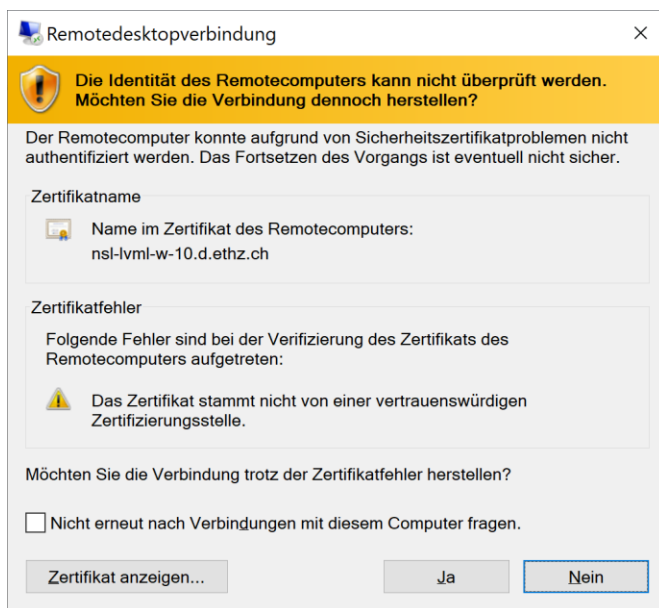 Remotedesktopverbindung
Die Identität des Remotecomputers kann nicht überprüft werden.
Möchten Sie die Verbindung dennoch herstellen?
Der Remotecomputer konnte aufgrund von Sicherheitszertifikatproblemen nicht
authentifiziert werden. Das Fortsetzen des Vorgangs ist eventuell nicht sicher.
Zertifikatname
Name im Zertifikat des Remotecomputers:
nsl-lvml-w-10.d.ethz.ch
Zertifikatfehler
Folgende Fehler sind bei der Verifizierung des Zertifikats des
Remotecomputers aufgetreten:
Das Zertifikat stammt nicht von einer vertrauenswürdigen
Zertifizierungsstelle.
Möchten Sie die Verbindung trotz der Zertifikatfehler herstellen?
Nicht erneut nach Verbindungen mit diesem Computer fragen.
Zertifikat anzeigen...
Ja
Nein